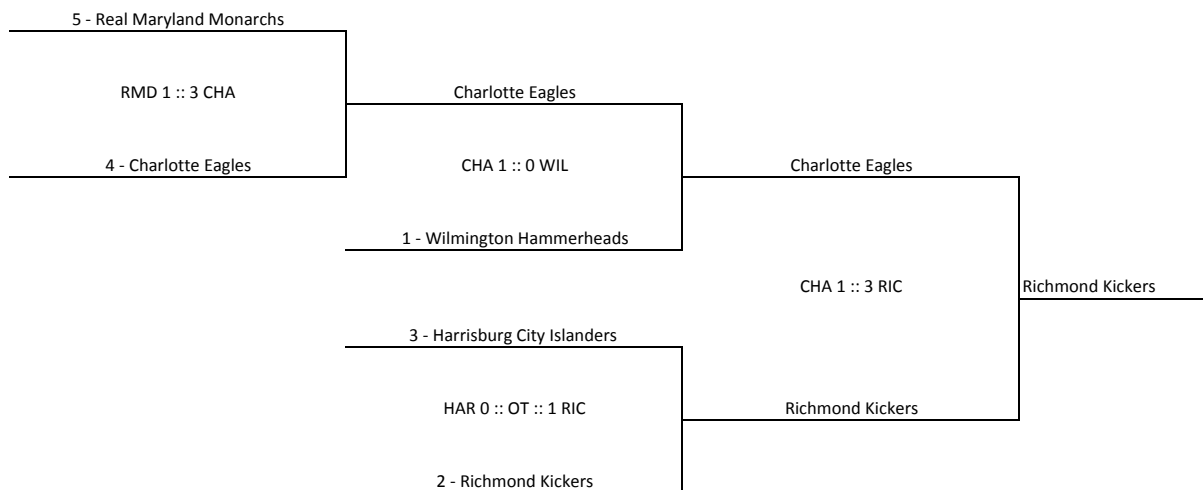 5 - Real Maryland Monarchs
RMD 1 :: 3 CHA
Charlotte Eagles
4 - Charlotte Eagles
CHA 1 :: 0 WIL
Charlotte Eagles
1 - Wilmington Hammerheads
CHA 1 :: 3 RIC
Richmond Kickers
3 - Harrisburg City Islanders
HAR 0 :: OT :: 1 RIC
Richmond Kickers
2 - Richmond Kickers